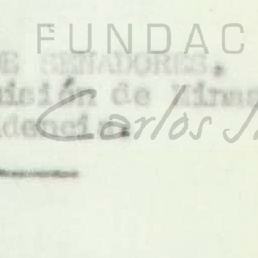 FUNDAC
E SENADORES.
isión de Minas
dencia.
Carlos